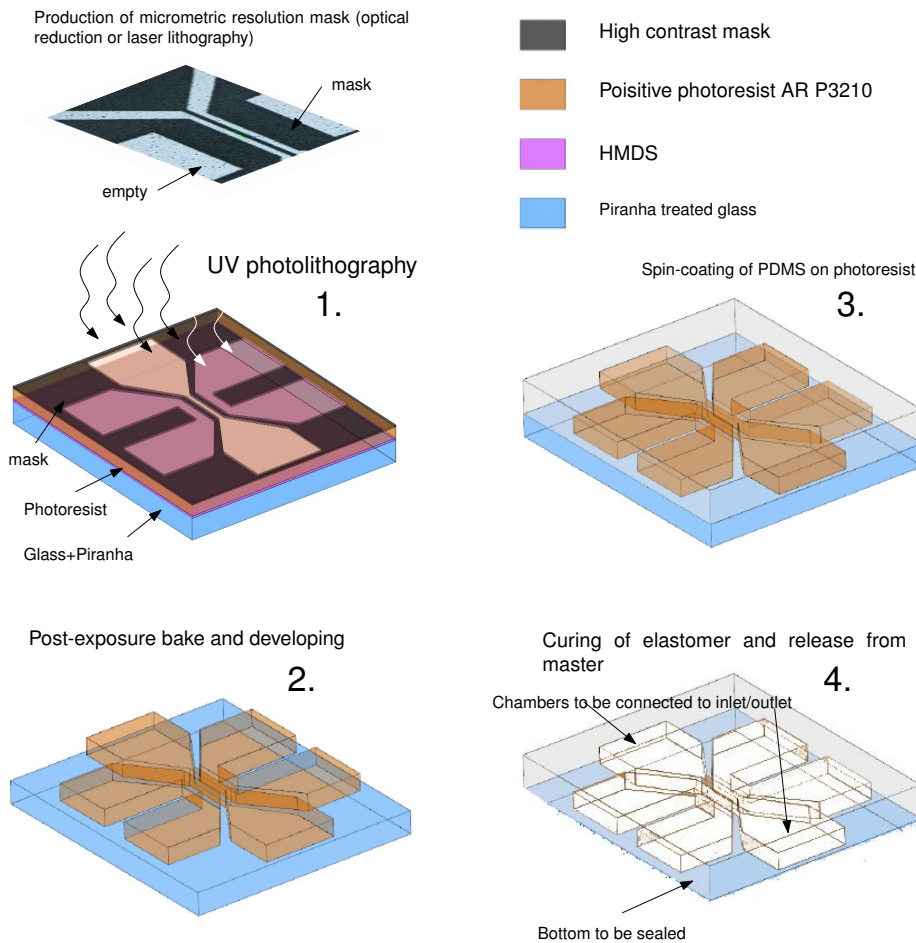 Production of micrometric resolution mask (optical
reduction or laser lithography)
mask
empty
High contrast mask
Poisitive photoresist AR P3210
HMDS
Piranha treated glass
UV photolithography
1.
mask
Photoresist
Glass+Piranha
Spin-coating of PDMS on photoresist
3.
Post-exposure bake and developing
2.
Curing of elastomer and release from
master
4.
Chambers to be connected to inlet/outlet
Bottom to be sealed